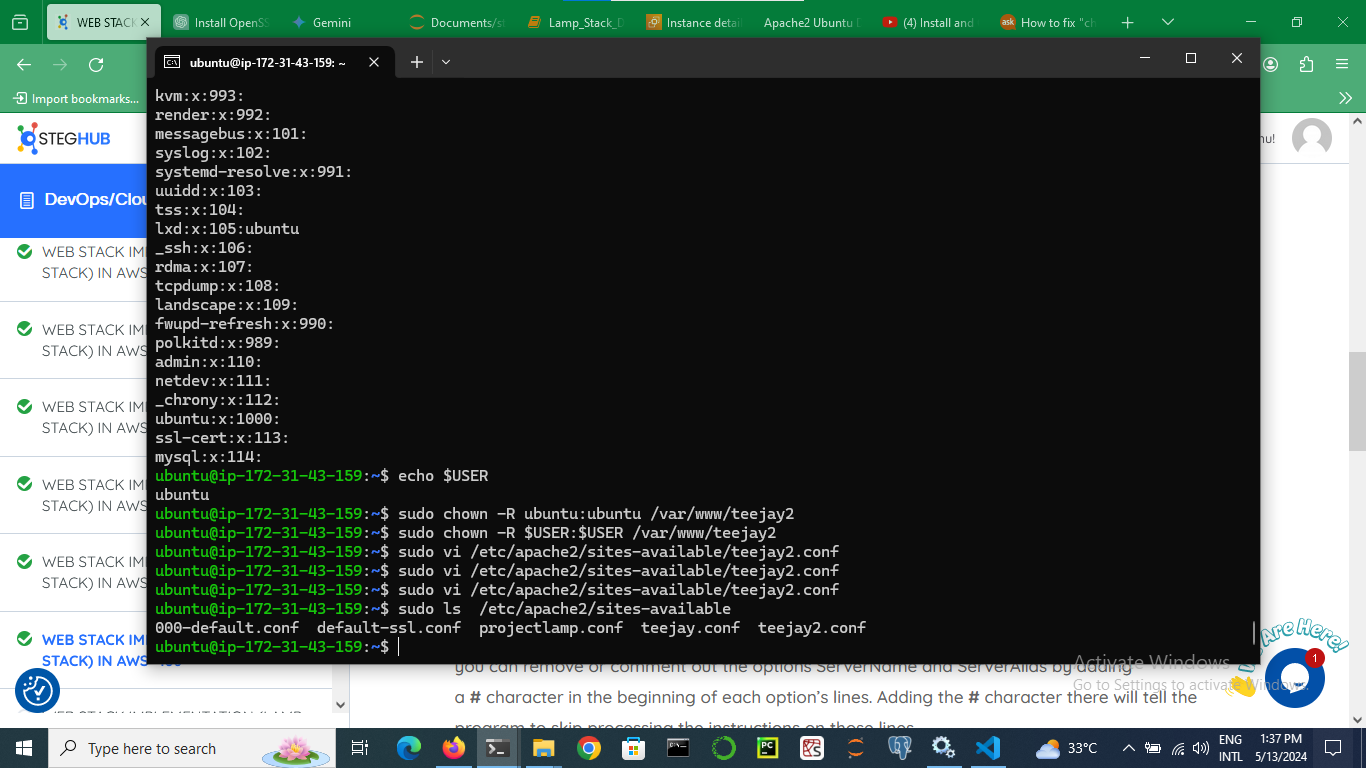 WEB STACK
Install OpenSS
Gemini
Documents/s
Lamp_Stack_D
Instance detai
Apache2 Ubuntu D
(4) Install and
How to fix "ch
ubuntu@ip-172-31-43-159: ~
Import bookmarks...
STEGHUB
nu!
DevOps/Clou
WEB STACK IMI
STACK) IN AWS
WEB STACK IMI
STACK) IN AWS
WEB STACK IMI
STACK) IN AWS
WEB STACK IMI
STACK) IN AWS
WEB STACK IMI
STACK) IN AWS
WEB STACK IMI
STACK) IN AWS
kvm:x:993:
render:x:992:
messagebus:x:101:
syslog:x:102:
systemd-resolve:x:991:
uuidd:x:103:
tss:x:104:
lxd:x:105:ubuntu
_ssh:x:106:
rdma:x:107:
tcpdump:x:108:
landscape:x:109:
fwupd-refresh:x:990:
polkitd:x:989:
admin:x:110:
netdev:x:111:
_chrony:x:112:
ubuntu:x:1000:
ssl-cert:x:113:
mysql:x:114:
ubuntu@ip-172-31-43-159:~$ echo $USER
ubuntu
ubuntu@ip-172-31-43-159:~$ sudo chown -R ubuntu:ubuntu /var/www/teejay2
ubuntu@ip-172-31-43-159:~$ sudo chown -R $USER:$USER /var/www/teejay2
ubuntu@ip-172-31-43-159:~$ sudo vi /etc/apache2/sites-available/teejay2.conf
ubuntu@ip-172-31-43-159:~$ sudo vi /etc/apache2/sites-available/teejay2.conf
ubuntu@ip-172-31-43-159:~$ sudo vi /etc/apache2/sites-available/teejay2.conf
ubuntu@ip-172-31-43-159:~$ sudo ls  /etc/apache2/sites-available
000-default.conf  default-ssl.conf  projectlamp.conf  teejay.conf  teejay2.conf
ubuntu@ip-172-31-43-159:~$
you can remove or comment out the options ServerName and ServerAlias by adding
a # character in the beginning of each option's lines. Adding the # character there will tell the
program to skip processing the instructions on those lines.
Are Here!
1
Activate Windows
Go to Settings to activate Windows.
Type here to search
33°C
ENG
INTL
1:37 PM
5/13/2024